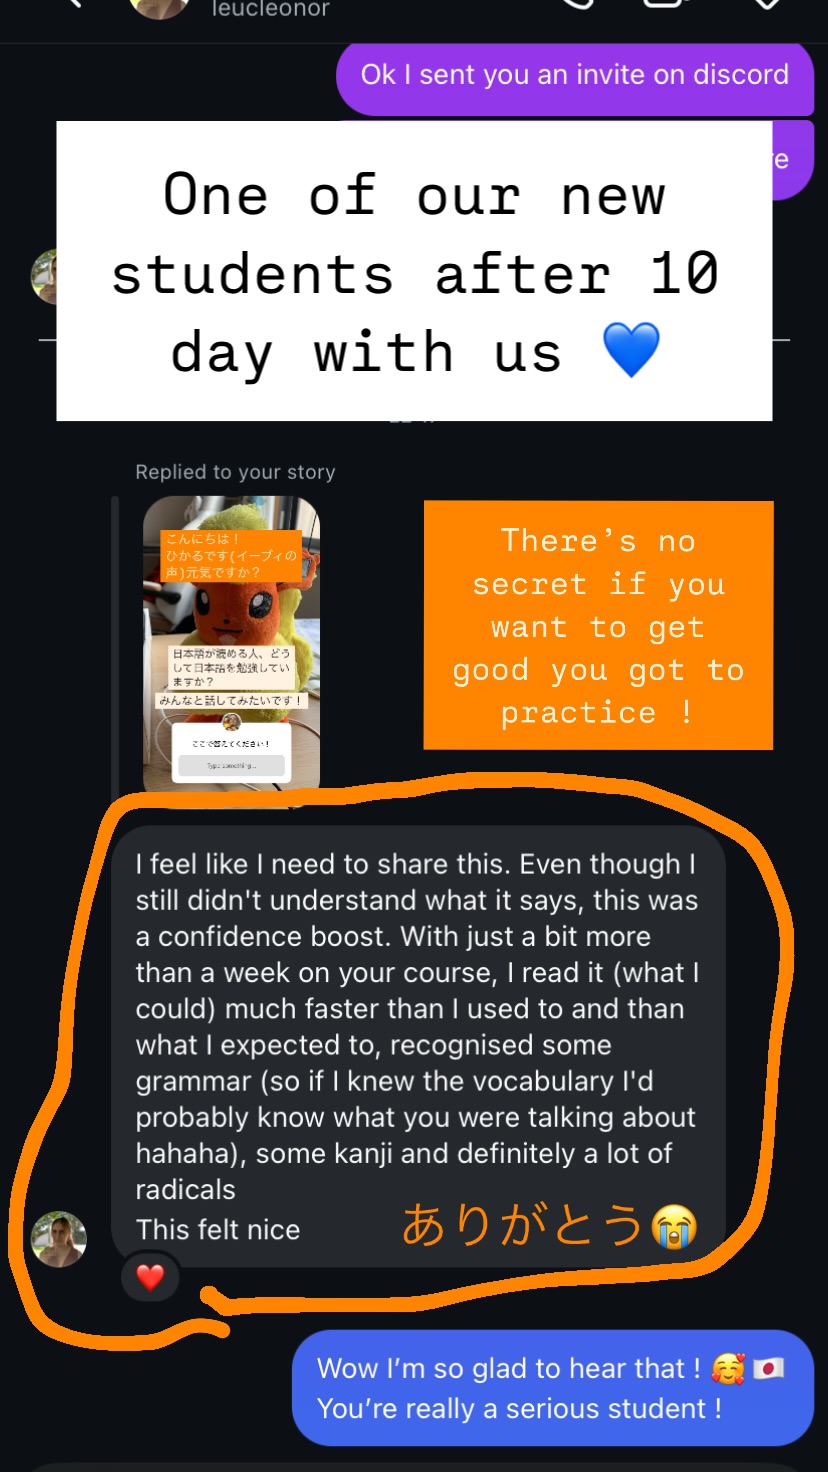 leucleonor
Ok I sent you an invite on discord
re
One of our new
students after 10
day with us 💙
Replied to your story
こんにちは！
ひかるです(イーブイの
声)元気ですか？
日本語が読める人、どう
して日本語を勉強してい
ますか？
みんなと話してみたいです！
ここで答えてください！
Type something...
There's no
secret if you
want to get
good you got to
practice !
I feel like I need to share this. Even though I
still didn't understand what it says, this was
a confidence boost. With just a bit more
than a week on your course, I read it (what I
could) much faster than I used to and than
what I expected to, recognised some
grammar (so if I knew the vocabulary I'd
probably know what you were talking about
hahaha), some kanji and definitely a lot of
radicals
This felt nice
ありがとう😭
❤️
Wow I'm so glad to hear that ! 🥰 🇯🇵
You're really a serious student !